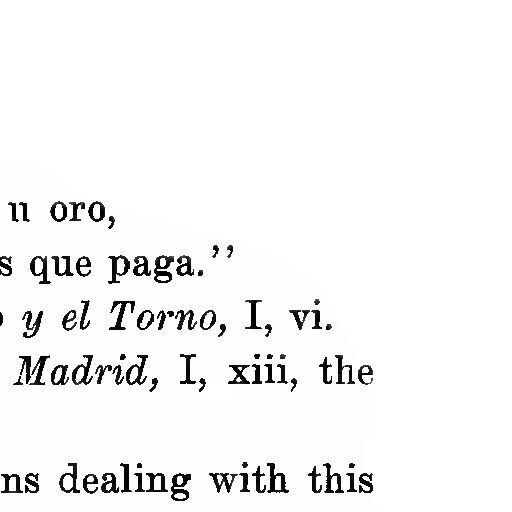 u oro,
s que paga.''
o y el Torno, I, vi.
Madrid, I, xiii, the
ns dealing with this